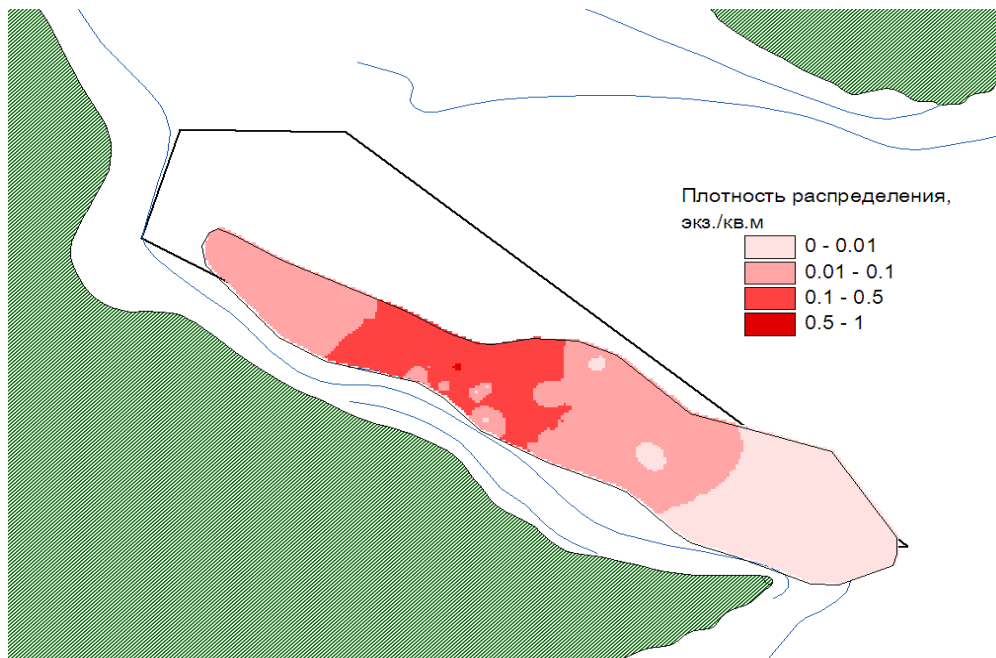 Плотность распределения,
экз./кв.м
0 - 0.01
0.01 - 0.1
0.1 - 0.5
0.5 - 1